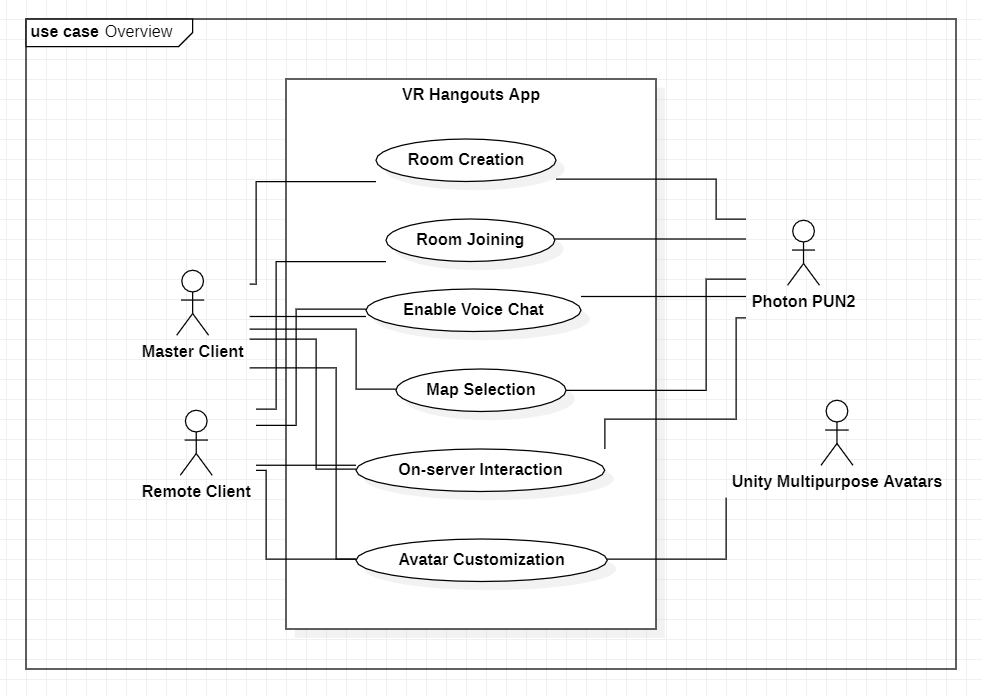 use case Overview
VR Hangouts App
Room Creation
Room Joining
Enable Voice Chat
Map Selection
On-server Interaction
Avatar Customization
Master Client
Remote Client
Photon PUN2
Unity Multipurpose Avatars